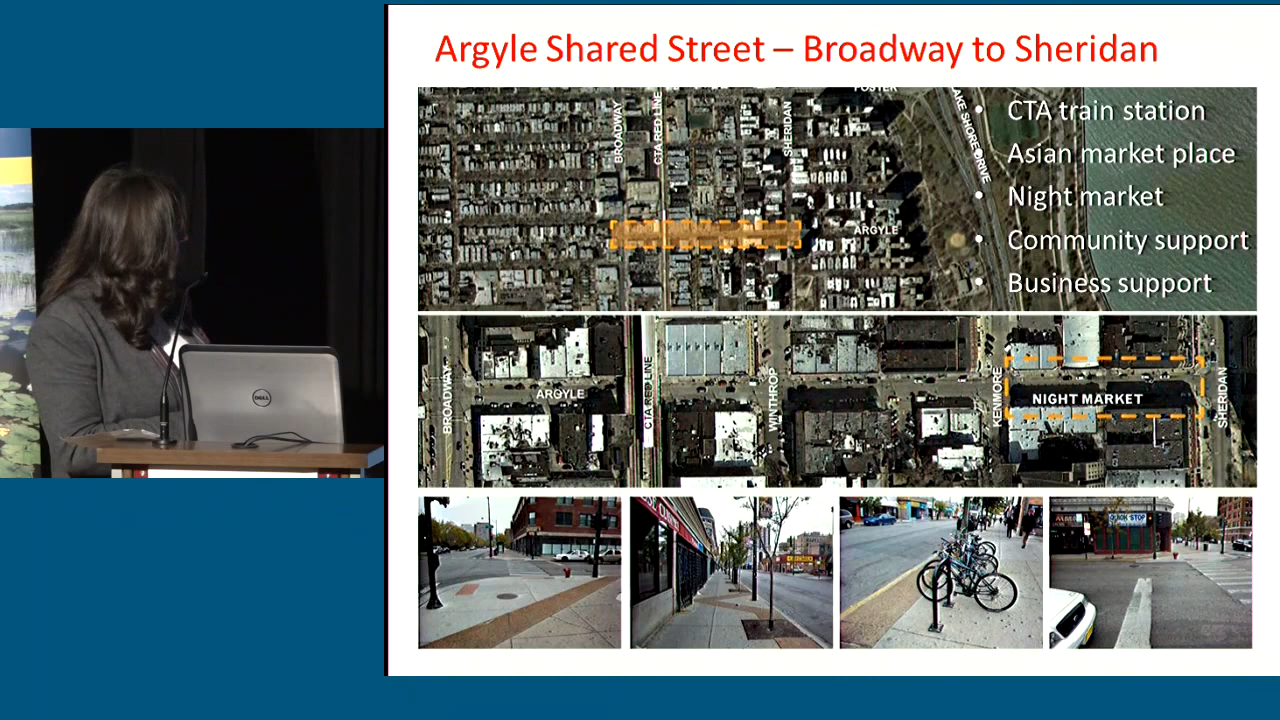 Argyle Shared Street – Broadway to Sheridan
FOSTER
BROADWAY
CTA RED LINE
SHERIDAN
LAKE SHORE DRIVE
ARGYLE
• CTA train station
• Asian market place
• Night market
• Community support
• Business support
BROADWAY
ARGYLE
CTA RED LINE
WINTHROP
KENMORE
NIGHT MARKET
SHERIDAN
QUICK STOP
DELL